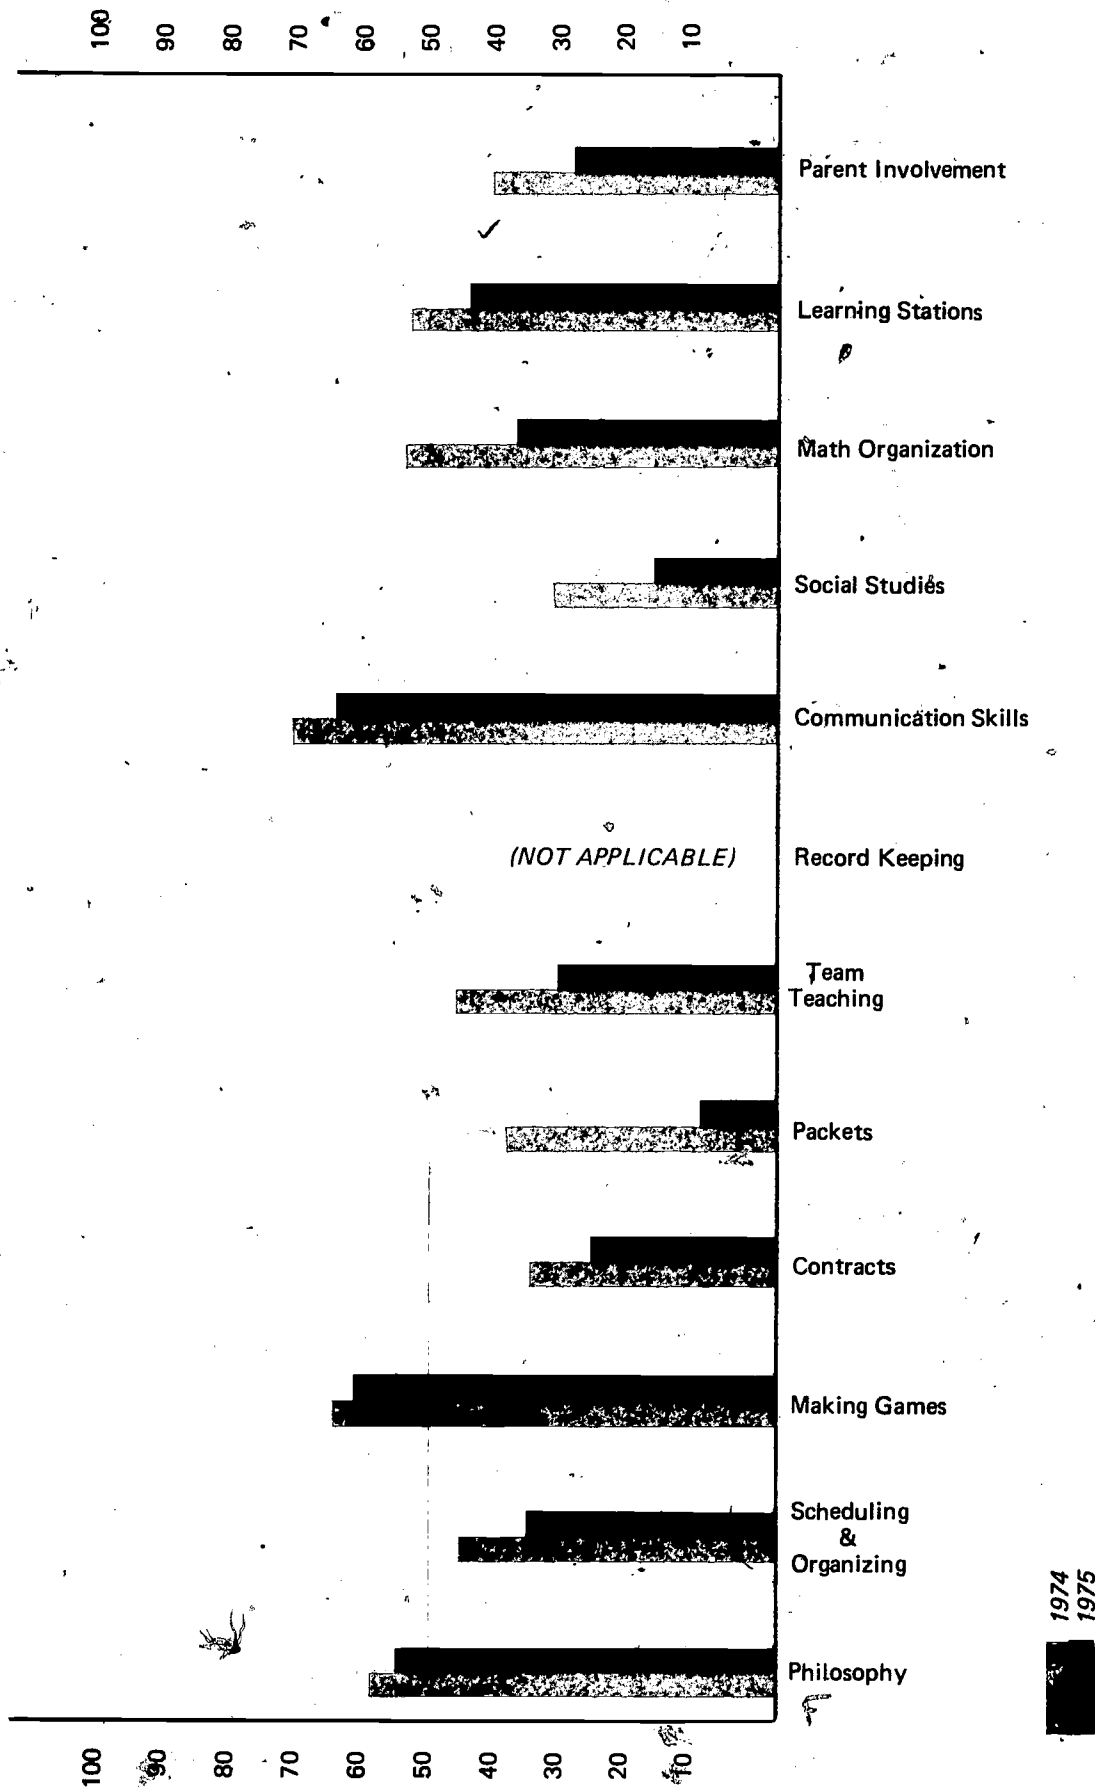 100 90 80 70 60 50 40 30 20 10
Parent Involvement
Learning Stations
Math Organization
Social Studies
Communication Skills
(NOT APPLICABLE)
Record Keeping
Team
Teaching
Packets
Contracts
Making Games
Scheduling
&
Organizing
Philosophy
1974
1975
100 90 80 70 60 50 40 30 20 10